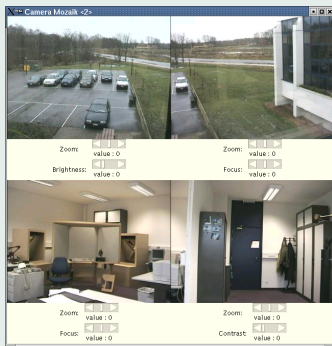 Camera Mozaik <2>
Zoom: value : 0
Zoom: value : 0
Brightness: value : 0
Focus: value : 0
Zoom: value : 0
Zoom: value : 0
Focus: value : 0
Contrast: value : 0